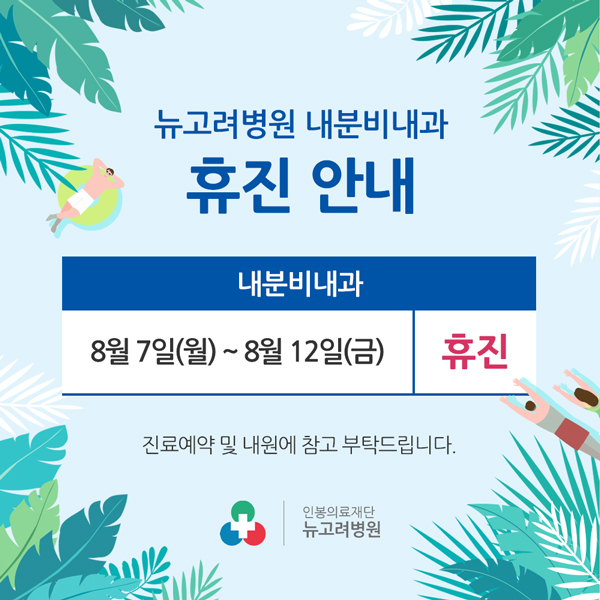 뉴고려병원 내분비내과
휴진 안내
내분비내과
8월 7일(월) ~ 8월 12일(금)
휴진
진료예약 및 내원에 참고 부탁드립니다.
인봉의료재단
뉴고려병원